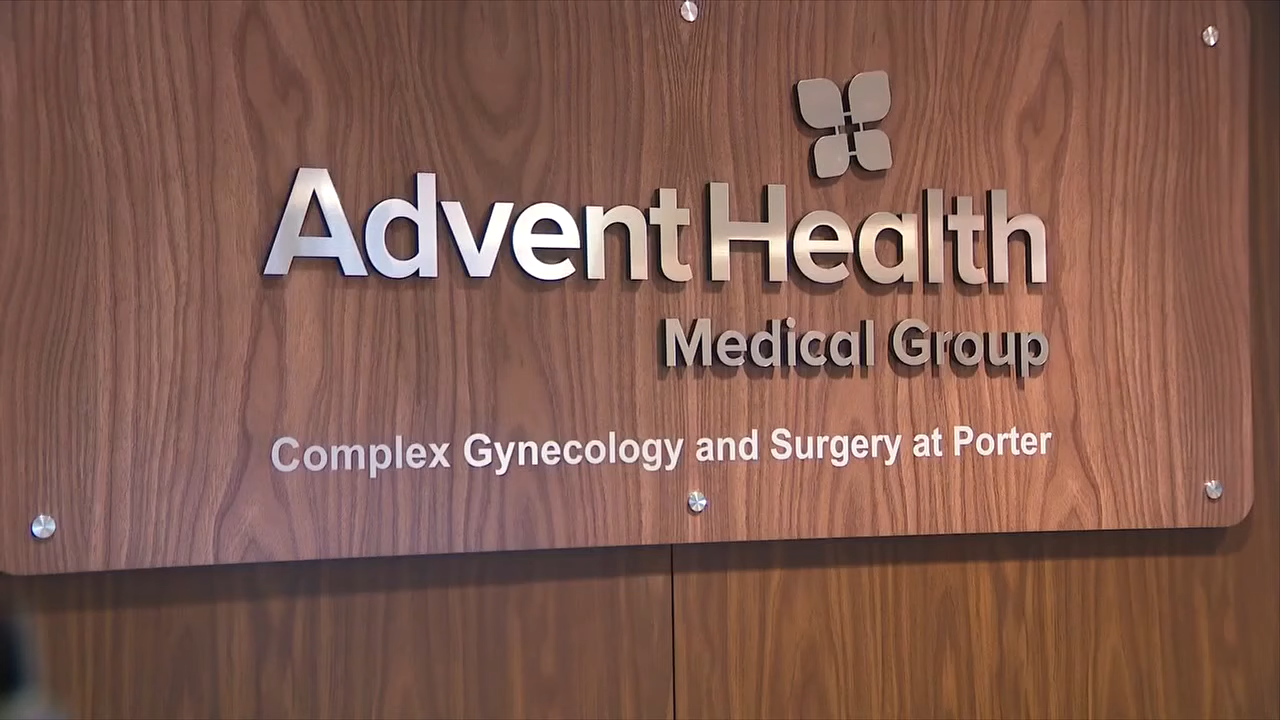 AdventHealth
Medical Group
Complex Gynecology and Surgery at Porter